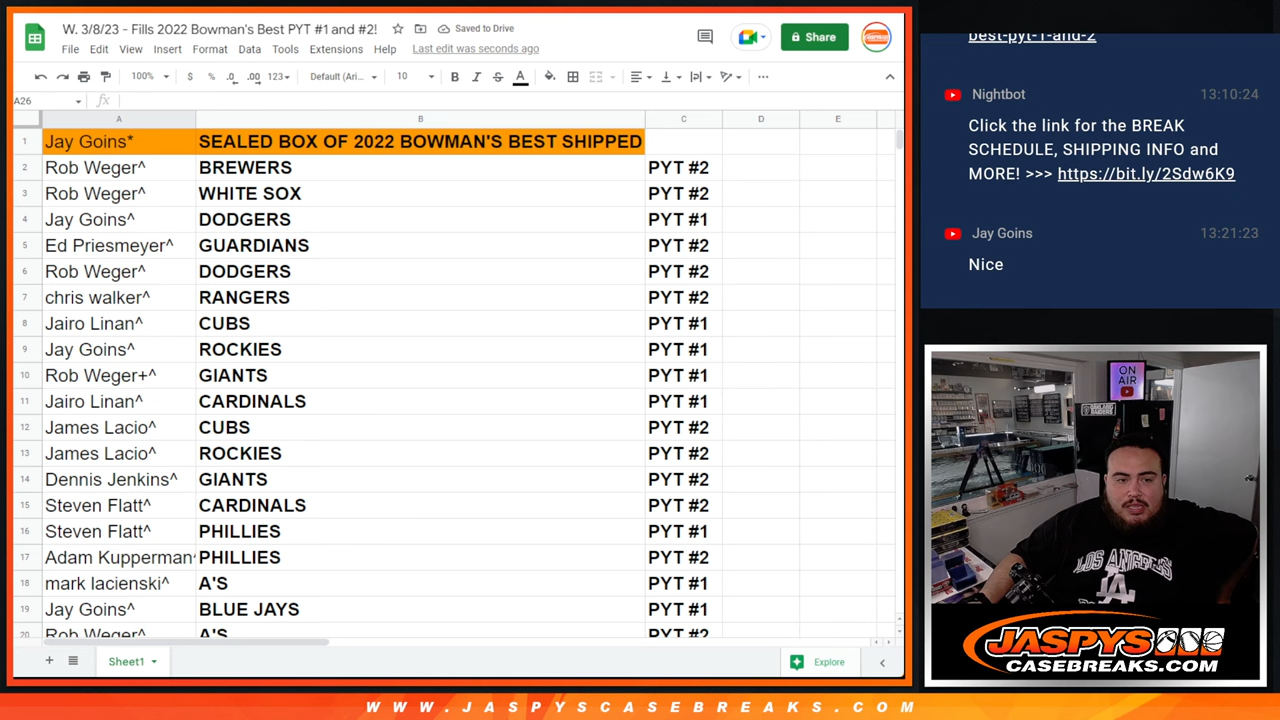 W. 3/8/23 - Fills 2022 Bowman's Best PYT #1 and #2!
Saved to Drive
File Edit View Insert Format Data Tools Extensions Help Last edit was seconds ago
Share
100% $ % .0 .00 123 Default (Ari... 10 B I S A
A26 fx
A B C D E
1 Jay Goins* SEALED BOX OF 2022 BOWMAN'S BEST SHIPPED
2 Rob Weger^ BREWERS PYT #2
3 Rob Weger^ WHITE SOX PYT #2
4 Jay Goins^ DODGERS PYT #1
5 Ed Priesmeyer^ GUARDIANS PYT #2
6 Rob Weger^ DODGERS PYT #2
7 chris walker^ RANGERS PYT #2
8 Jairo Linan^ CUBS PYT #1
9 Jay Goins^ ROCKIES PYT #1
10 Rob Weger+^ GIANTS PYT #1
11 Jairo Linan^ CARDINALS PYT #1
12 James Lacio^ CUBS PYT #2
13 James Lacio^ ROCKIES PYT #2
14 Dennis Jenkins^ GIANTS PYT #2
15 Steven Flatt^ CARDINALS PYT #2
16 Steven Flatt^ PHILLIES PYT #1
17 Adam Kupperman^ PHILLIES PYT #2
18 mark lacienski^ A'S PYT #1
19 Jay Goins^ BLUE JAYS PYT #1
20 Rob Weger^ A'S PYT #2
Sheet1
Explore
best-pyt-1-and-2
Nightbot 13:10:24
Click the link for the BREAK
SCHEDULE, SHIPPING INFO and
MORE! >>> https://bit.ly/2Sdw6K9
Jay Goins 13:21:23
Nice
ON
AIR
LOS ANGELES
LA
JASPYS
CASEBREAKS.COM
WWW.JASPYSCASEBREAKS.COM